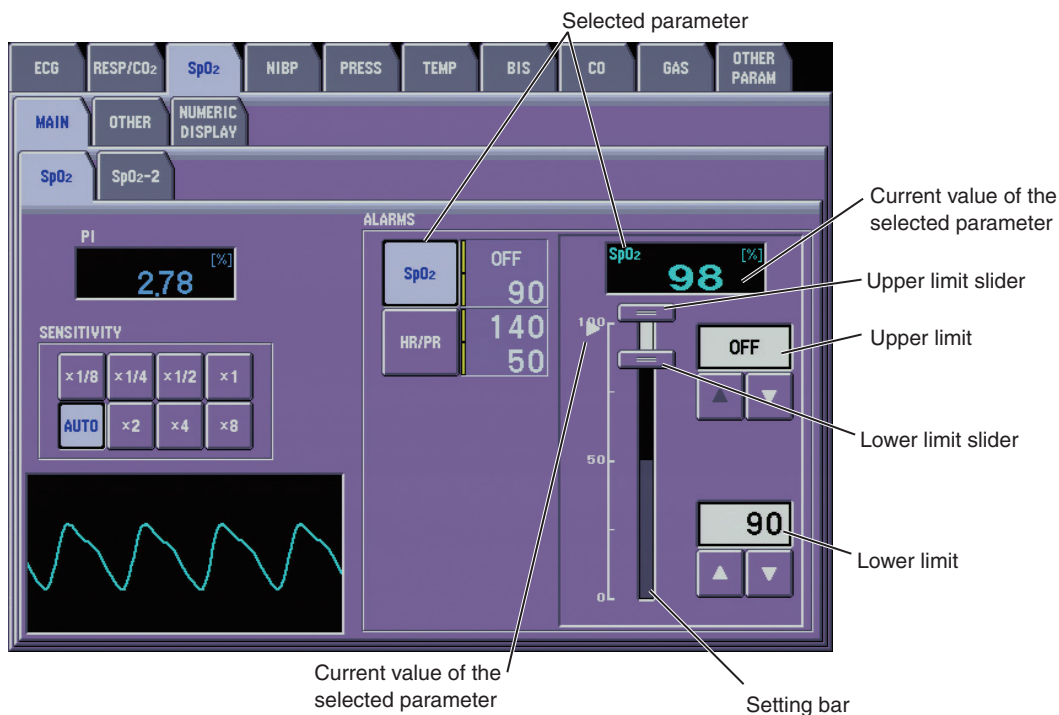 Selected parameter
ECG RESP/CO2 SpO2 NIBP PRESS TEMP BIS CO GAS OTHER PARAM
MAIN OTHER NUMERIC DISPLAY
SpO2 SpO2-2
Current value of the
selected parameter
ALARMS
PI
[%]
2.78
SpO2
OFF
90
HR/PR
140
50
SpO2
[%]
98
Upper limit slider
100
OFF
Upper limit
▲ ▼
SENSITIVITY
×1/8 ×1/4 ×1/2 ×1
AUTO ×2 ×4 ×8
Lower limit slider
50
90
Lower limit
▲ ▼
0
Current value of the
selected parameter
Setting bar